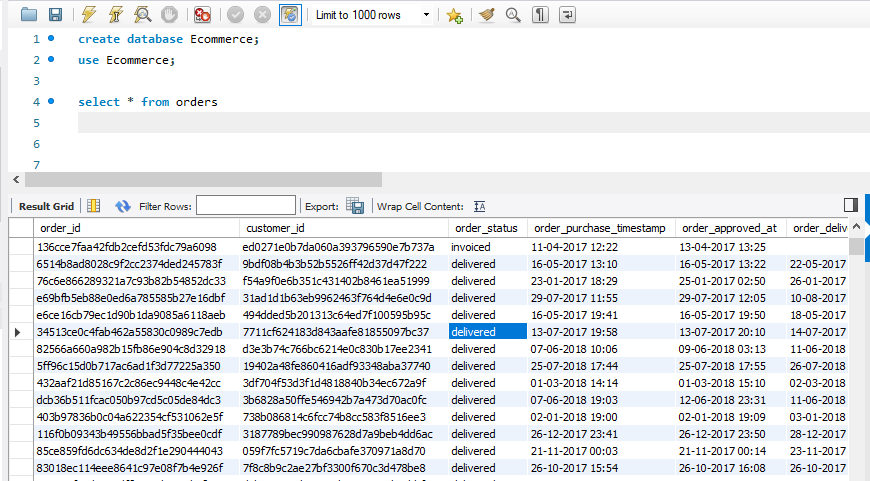 Limit to 1000 rows
1 create database Ecommerce;
2 use Ecommerce;
3
4 select * from orders
5
6
7
Result Grid Filter Rows: Export: Wrap Cell Content:
order_id customer_id order_status order_purchase_timestamp order_approved_at order_deliv
136cce7faa42fdb2cefd53fdc79a6098 ed0271e0b7da060a393796590e7b737a invoiced 11-04-2017 12:22 13-04-2017 13:25
6514b8ad8028c9f2cc2374ded245783f 9bdf08b4b3b52b5526ff42d37d47f222 delivered 16-05-2017 13:10 16-05-2017 13:22 22-05-2017
76c6e866289321a7c93b82b54852dc33 f54a9f0e6b351c431402b8461ea51999 delivered 23-01-2017 18:29 25-01-2017 02:50 26-01-2017
e69bfb5eb88e0ed6a785585b27e16dbf 31ad1d1b63eb9962463f764d4e6e0c9d delivered 29-07-2017 11:55 29-07-2017 12:05 10-08-2017
e6ce16cb79ec1d90b1da9085a6118aeb 494dded5b201313c64ed7f100595b95c delivered 16-05-2017 19:41 16-05-2017 19:50 18-05-2017
34513ce0c4fab462a55830c0989c7edb 7711cf624183d843aafe81855097bc37 delivered 13-07-2017 19:58 13-07-2017 20:10 14-07-2017
82566a660a982b15fb86e904c8d32918 d3e3b74c766bc6214e0c830b17ee2341 delivered 07-06-2018 10:06 09-06-2018 03:13 11-06-2018
5ff96c15d0b717ac6ad1f3d77225a350 19402a48fe860416adf93348aba37740 delivered 25-07-2018 17:44 25-07-2018 17:55 26-07-2018
432aaf21d85167c2c86ec9448c4e42cc 3df704f53d3f1d4818840b34ec672a9f delivered 01-03-2018 14:14 01-03-2018 15:10 02-03-2018
dcb36b511fcac050b97cd5c05de84dc3 3b6828a50ffe546942b7a473d70ac0fc delivered 07-06-2018 19:03 12-06-2018 23:31 11-06-2018
403b97836b0c04a622354cf531062e5f 738b086814c6fcc74b8cc583f8516ee3 delivered 02-01-2018 19:00 02-01-2018 19:09 03-01-2018
116f0b09343b49556bbad5f35bee0cdf 3187789bec990987628d7a9beb4dd6ac delivered 26-12-2017 23:41 26-12-2017 23:50 28-12-2017
85ce859fd6dc634de8d2f1e290444043 059f7fc5719c7da6cbafe370971a8d70 delivered 21-11-2017 00:03 21-11-2017 00:14 23-11-2017
83018ec114eee8641c97e08f7b4e926f 7f8c8b9c2ae27bf3300f670c3d478be8 delivered 26-10-2017 15:54 26-10-2017 16:08 26-10-2017